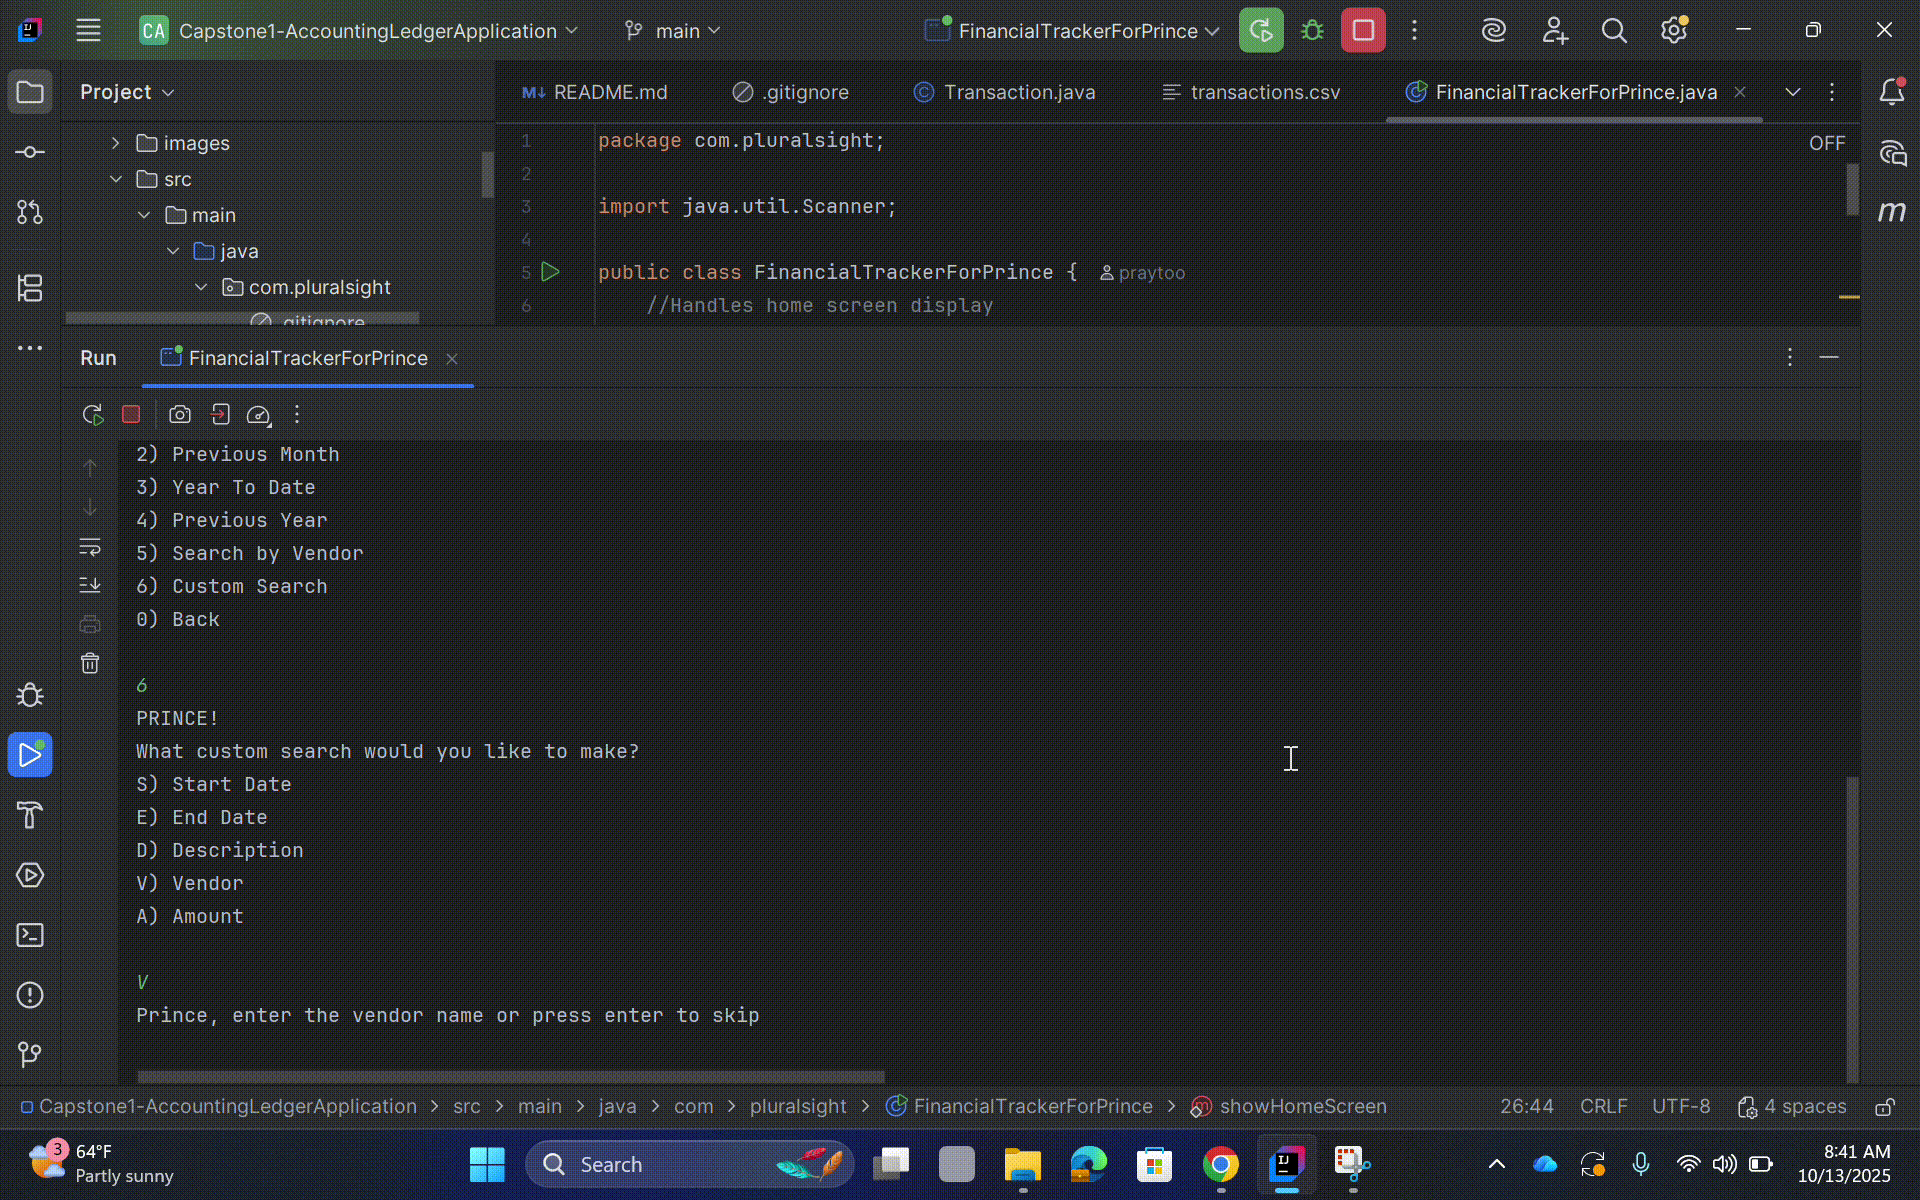 CA Capstone1-AccountingLedgerApplication main FinancialTrackerForPrince
Project
README.md .gitignore Transaction.java transactions.csv FinancialTrackerForPrince.java
images
src
main
java
com.pluralsight
.gitignore
OFF
1 package com.pluralsight;
2
3 import java.util.Scanner;
4
5 public class FinancialTrackerForPrince { praytoo
6 //Handles home screen display
m
Run FinancialTrackerForPrince
2) Previous Month
3) Year To Date
4) Previous Year
5) Search by Vendor
6) Custom Search
0) Back
6
PRINCE!
What custom search would you like to make?
S) Start Date
E) End Date
D) Description
V) Vendor
A) Amount
V
Prince, enter the vendor name or press enter to skip
Capstone1-AccountingLedgerApplication > src > main > java > com > pluralsight > FinancialTrackerForPrince > showHomeScreen 26:44 CRLF UTF-8 4 spaces
3 64°F
Partly sunny
Search
8:41 AM
10/13/2025